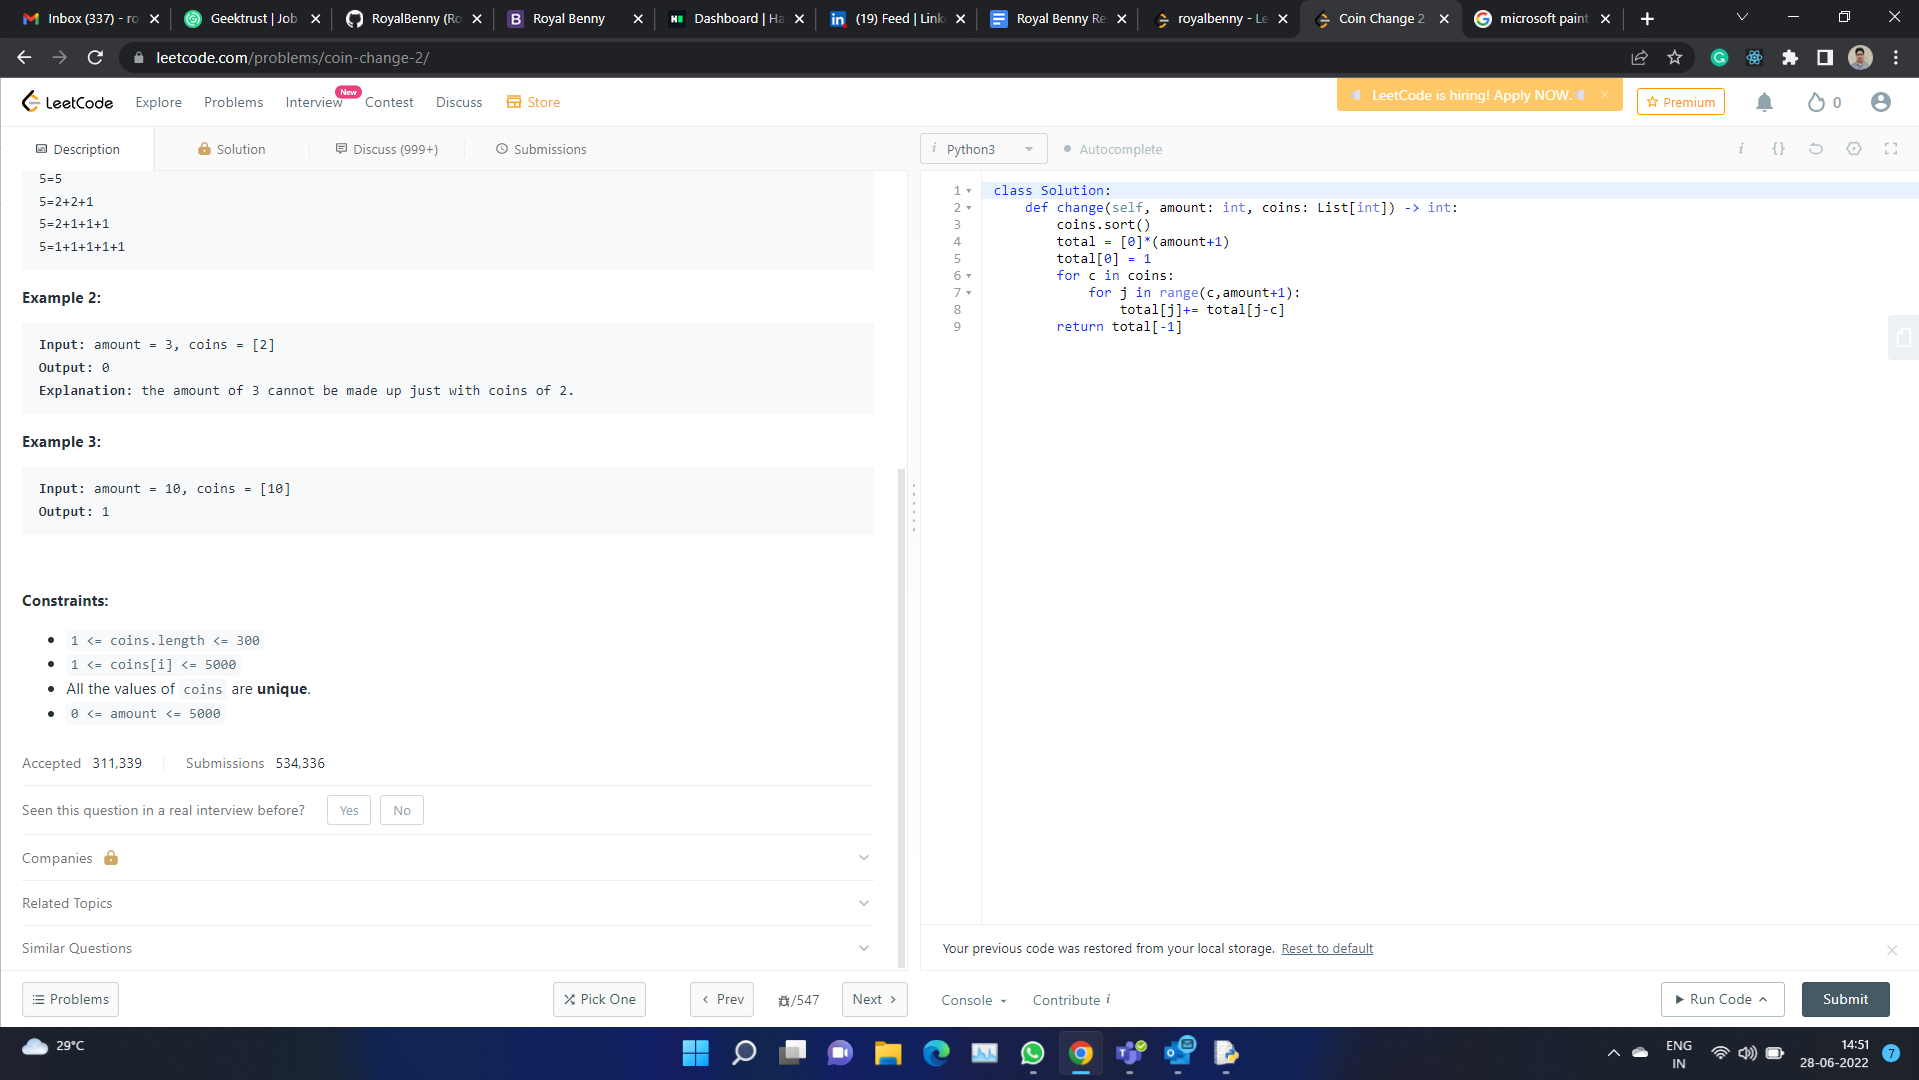 Inbox (337) - ro
Geektrust | Job
RoyalBenny (Ro
Royal Benny
Dashboard | Ha
(19) Feed | Link
Royal Benny Re
royalbenny - Le
Coin Change 2
microsoft paint
leetcode.com/problems/coin-change-2/
LeetCode
Explore
Problems
Interview
New
Contest
Discuss
Store
LeetCode is hiring! Apply NOW.
Premium
0
Description
Solution
Discuss (999+)
Submissions
i Python3
Autocomplete
i
{}
5=5
5=2+2+1
5=2+1+1+1
5=1+1+1+1+1
Example 2:
Input: amount = 3, coins = [2]
Output: 0
Explanation: the amount of 3 cannot be made up just with coins of 2.
Example 3:
Input: amount = 10, coins = [10]
Output: 1
Constraints:
1 <= coins.length <= 300
1 <= coins[i] <= 5000
All the values of coins are unique.
0 <= amount <= 5000
Accepted 311,339
Submissions 534,336
Seen this question in a real interview before?
Yes
No
Companies
Related Topics
Similar Questions
1 class Solution:
2 def change(self, amount: int, coins: List[int]) -> int:
3 coins.sort()
4 total = [0]*(amount+1)
5 total[0] = 1
6 for c in coins:
7 for j in range(c,amount+1):
8 total[j]+= total[j-c]
9 return total[-1]
Your previous code was restored from your local storage. Reset to default
Problems
Pick One
Prev
/547
Next
Console
Contribute i
Run Code
Submit
29°C
ENG
IN
14:51
28-06-2022
7